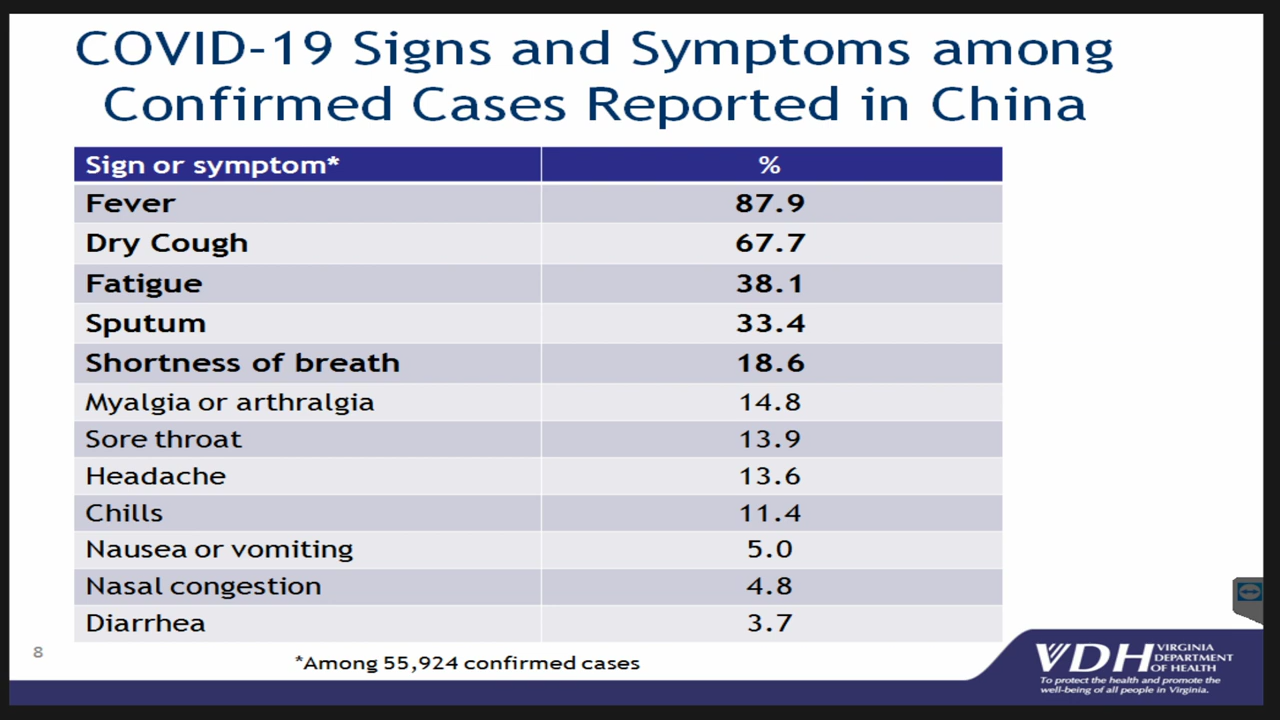 COVID-19 Signs and Symptoms among
Confirmed Cases Reported in China
Sign or symptom* %
Fever 87.9
Dry Cough 67.7
Fatigue 38.1
Sputum 33.4
Shortness of breath 18.6
Myalgia or arthralgia 14.8
Sore throat 13.9
Headache 13.6
Chills 11.4
Nausea or vomiting 5.0
Nasal congestion 4.8
Diarrhea 3.7
8
*Among 55,924 confirmed cases
VDH VIRGINIA
DEPARTMENT
OF HEALTH
To protect the health and promote the
well-being of all people in Virginia.